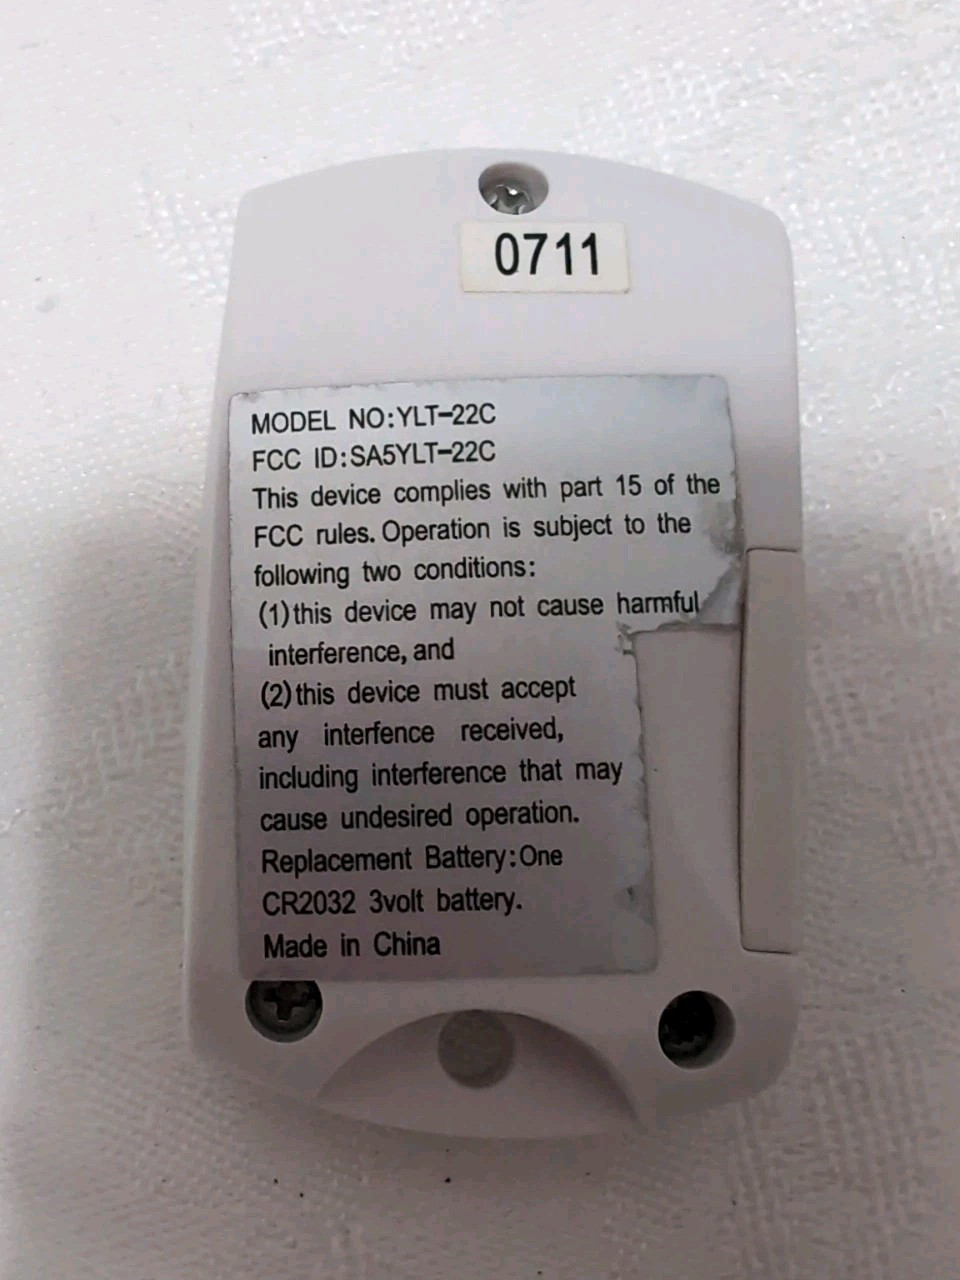 0711
MODEL NO:YLT-22C
FCC ID:SA5YLT-22C
This device complies with part 15 of the
FCC rules. Operation is subject to the
following two conditions:
(1)this device may not cause harmful
interference, and
(2)this device must accept
any interfence received,
including interference that may
cause undesired operation.
Replacement Battery:One
CR2032 3volt battery.
Made in China